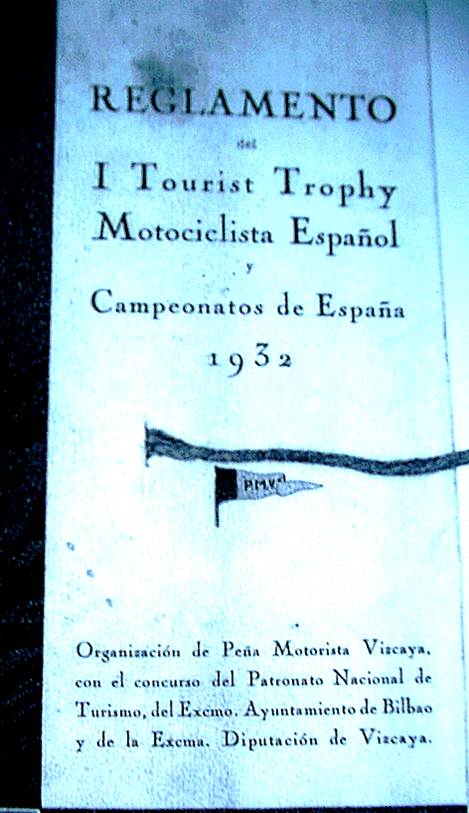 REGLAMENTO
del
I Tourist Trophy
Motociclista Español
y
Campeonatos de España
1932
P.M.V.
Organización de Peña Motorista Vizcaya,
con el concurso del Patronato Nacional de
Turismo, del Excmo. Ayuntamiento de Bilbao
y de la Excma. Diputación de Vizcaya.